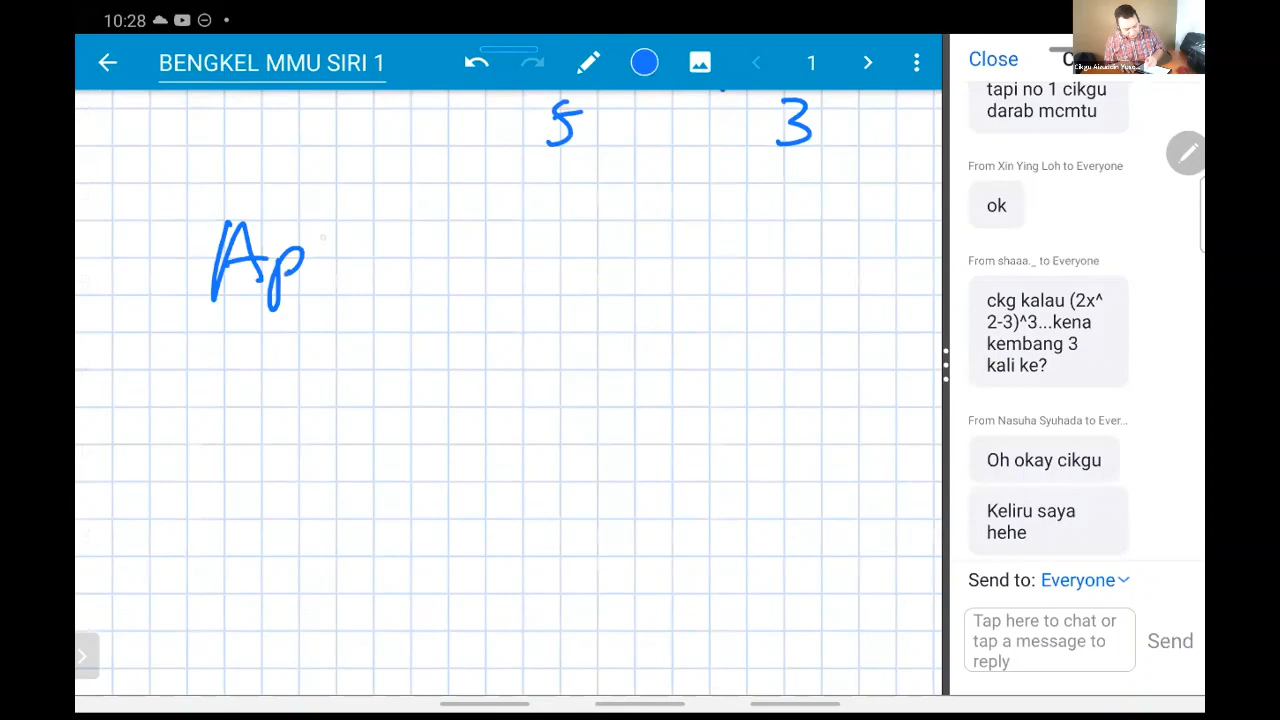 10:28
BENGKEL MMU SIRI 1
1
5 3
Ap
Close
tapi no 1 cikgu
darab mcmtu
From Xin Ying Loh to Everyone
ok
From shaaa._ to Everyone
ckg kalau (2x^
2-3)^3...kena
kembang 3
kali ke?
From Nasuha Syuhada to Ever...
Oh okay cikgu
Keliru saya
hehe
Send to: Everyone
Tap here to chat or
tap a message to
reply
Send